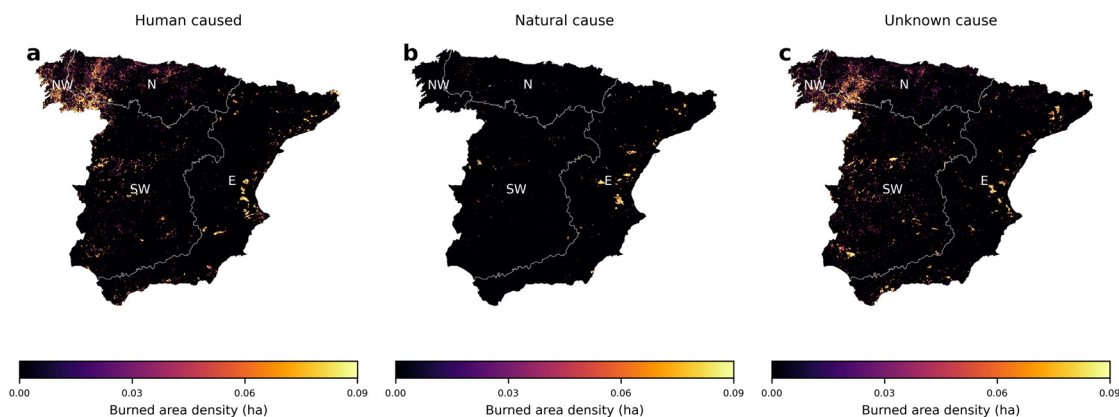 Human caused
Natural cause
Unknown cause
a
b
c
NW
N
SW
E
NW
N
SW
E
NW
N
SW
E
0.00
0.03
0.06
0.09
0.00
0.03
0.06
0.09
0.00
0.03
0.06
0.09
Burned area density (ha)
Burned area density (ha)
Burned area density (ha)